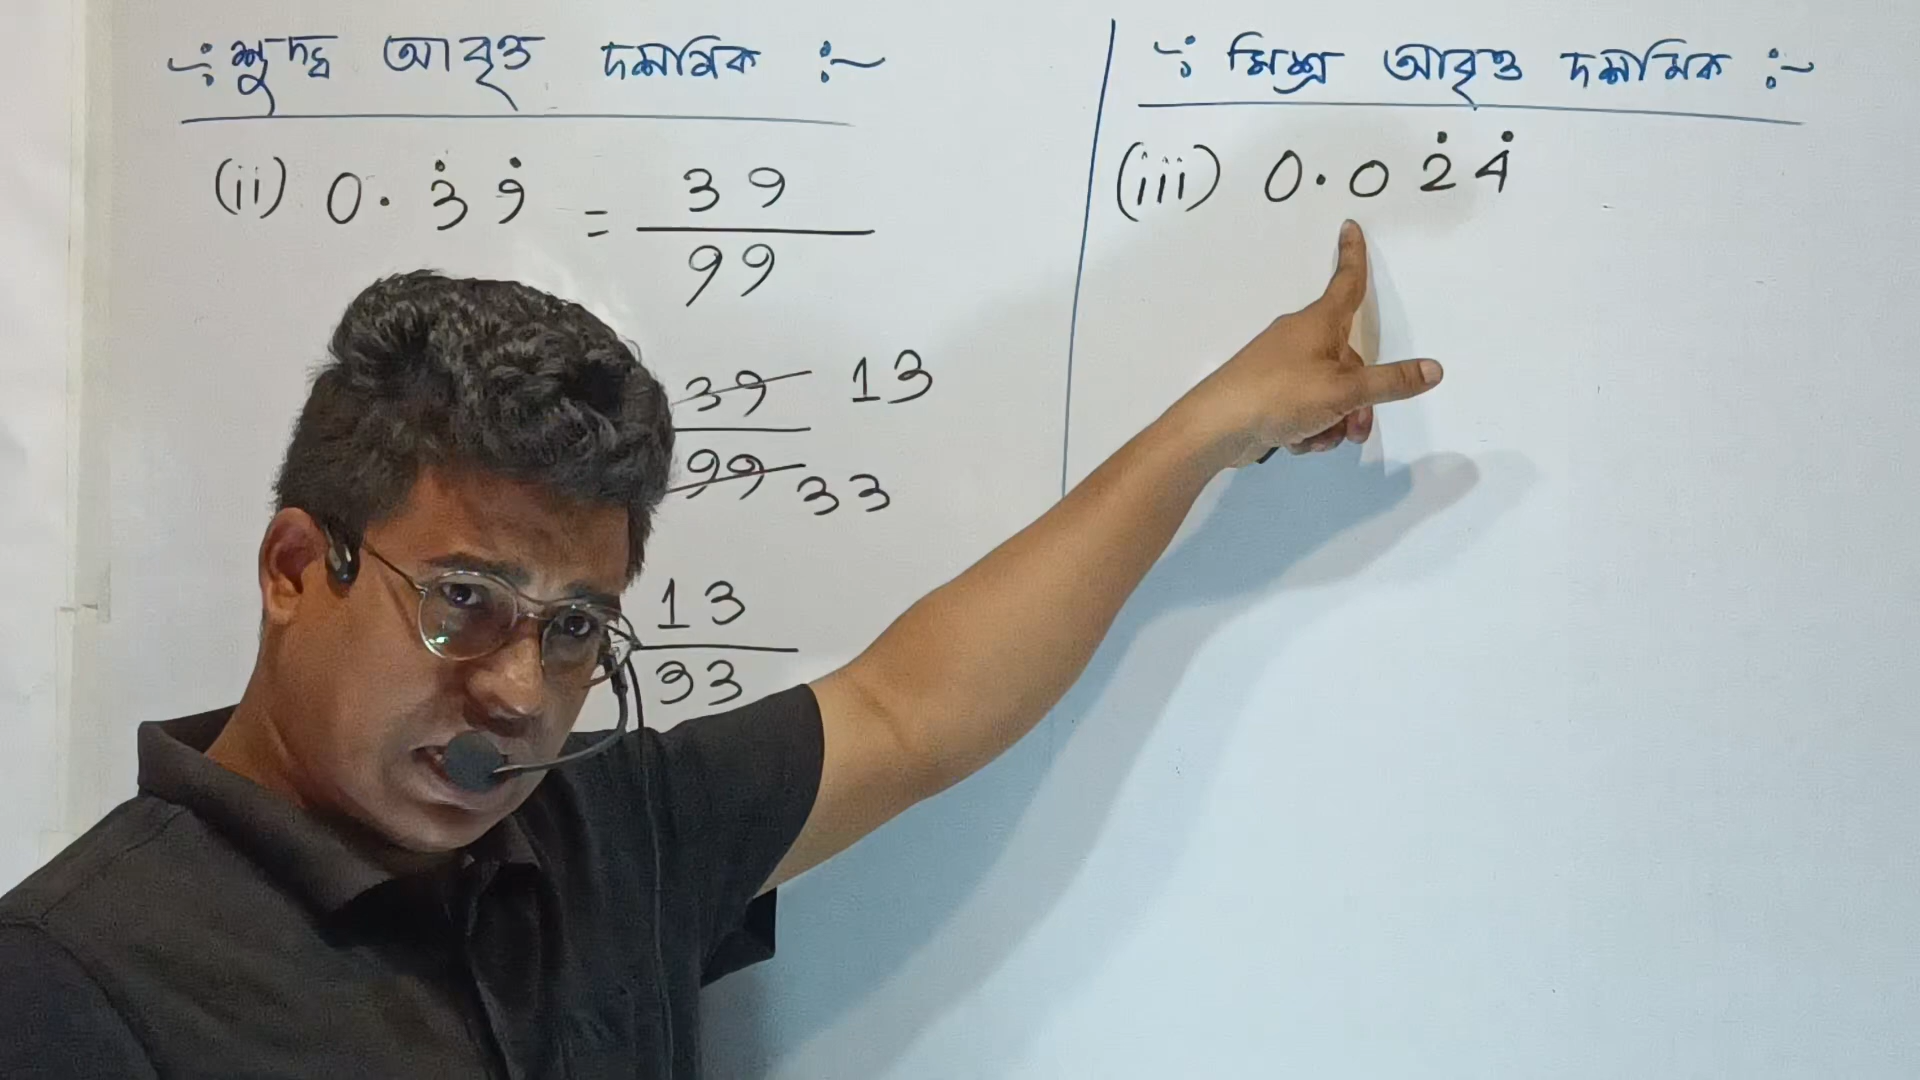 ∹ শুদ্ধ আবৃত্ত দশমিক :~
(ii) 0.3̇9̇ = 39/99
39/99 13/33
13/33
∹ মিশ্র আবৃত্ত দশমিক :~
(iii) 0.02̇4̇